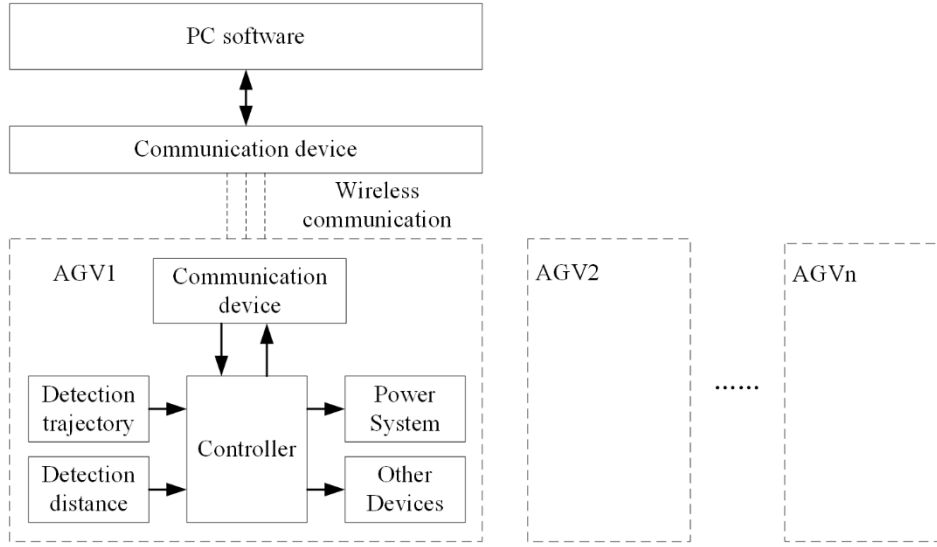 PC software
Communication device
Wireless
communication
AGV1
Communication
device
Detection
trajectory
Controller
Power
System
Detection
distance
Other
Devices
AGV2
......
AGVn